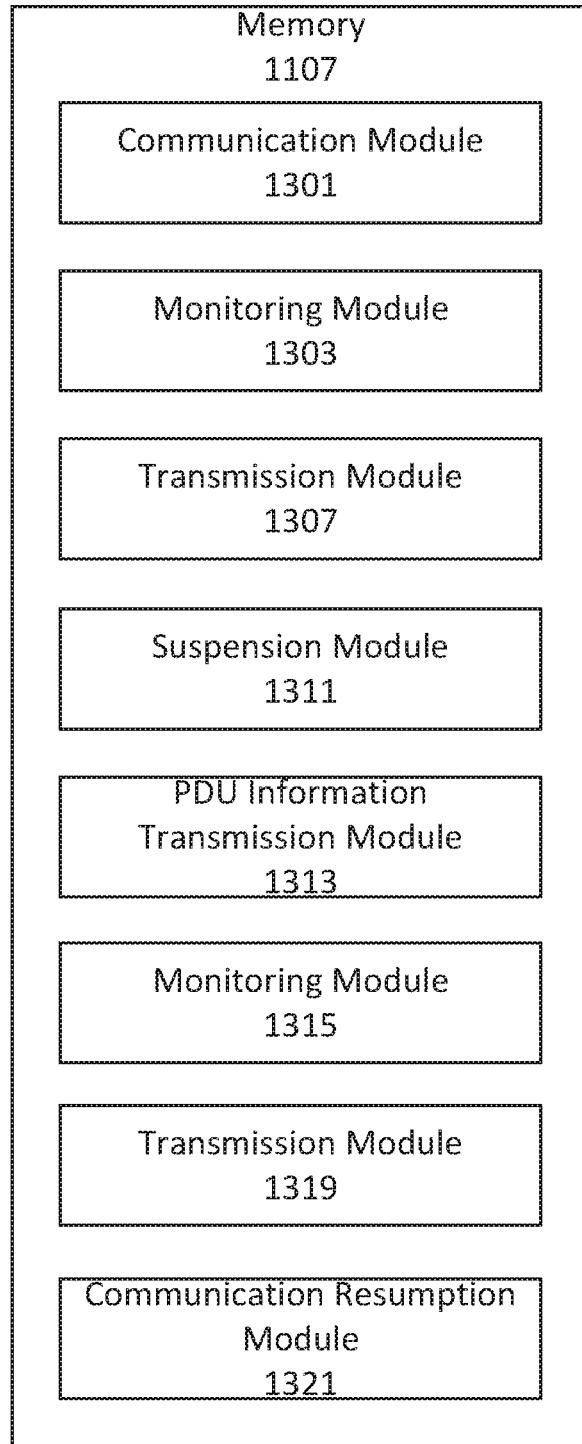 Memory
1107
Communication Module
1301
Monitoring Module
1303
Transmission Module
1307
Suspension Module
1311
PDU Information
Transmission Module
1313
Monitoring Module
1315
Transmission Module
1319
Communication Resumption
Module
1321